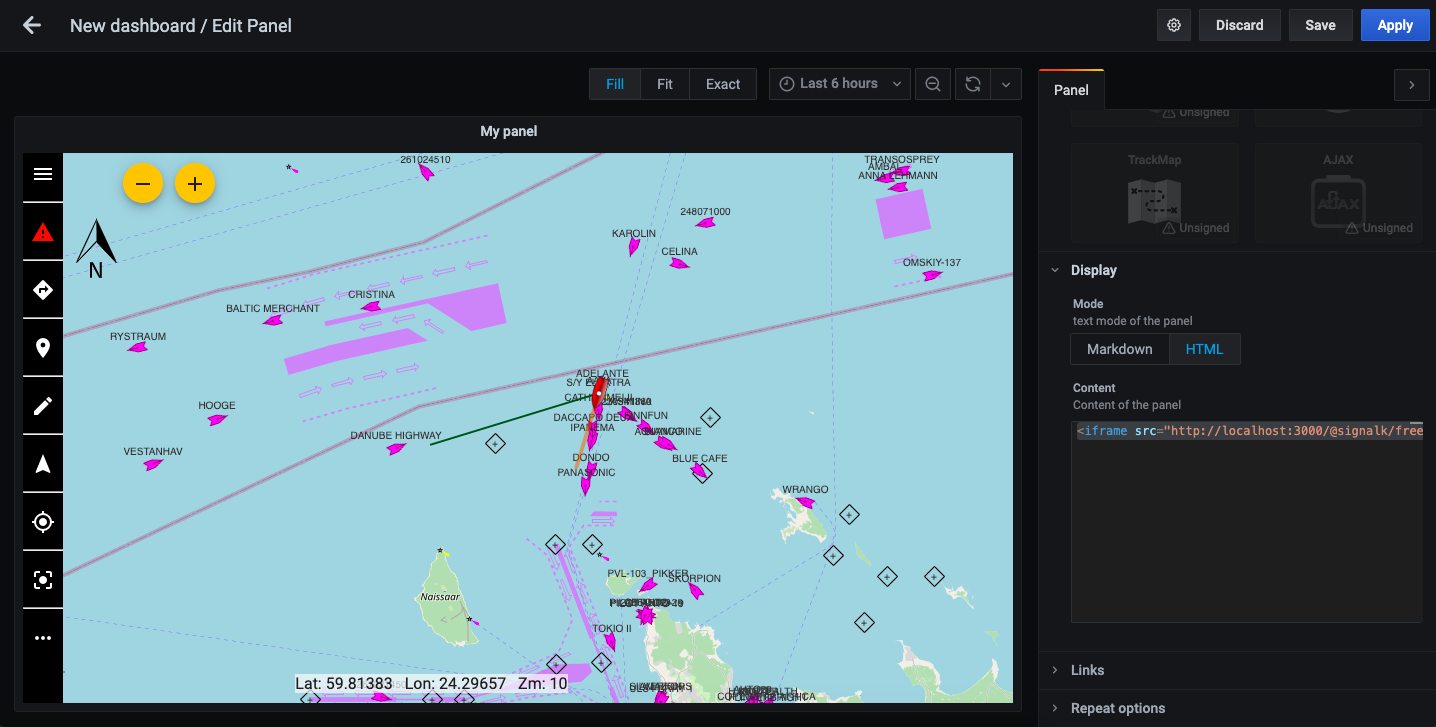 New dashboard / Edit Panel
Discard
Save
Apply
Fill
Fit
Exact
Last 6 hours
Panel
My panel
Unsigned
Unsigned
TrackMap
AJAX
Unsigned
Unsigned
Display
Mode
text mode of the panel
Markdown
HTML
Content
Content of the panel
<iframe src="http://localhost:3000/@signalk/free
Links
Repeat options
N
261024510
TRANSOSPREY
AMBAL
ANNA LEHMANN
248071000
KAROLIN
CELINA
OMSKIY-137
CRISTINA
BALTIC MERCHANT
RYSTRAUM
ADELANTE
HOOGE
DACCAPO DEUX
IPANEMA
DANUBE HIGHWAY
VESTANHAV
DONDO
BLUE CAFE
PANASONIC
WRANGO
PVL-103
PIKKER
SKORPION
Naissaar
TOKIO II
Lat: 59.81383 Lon: 24.29657 Zm: 10